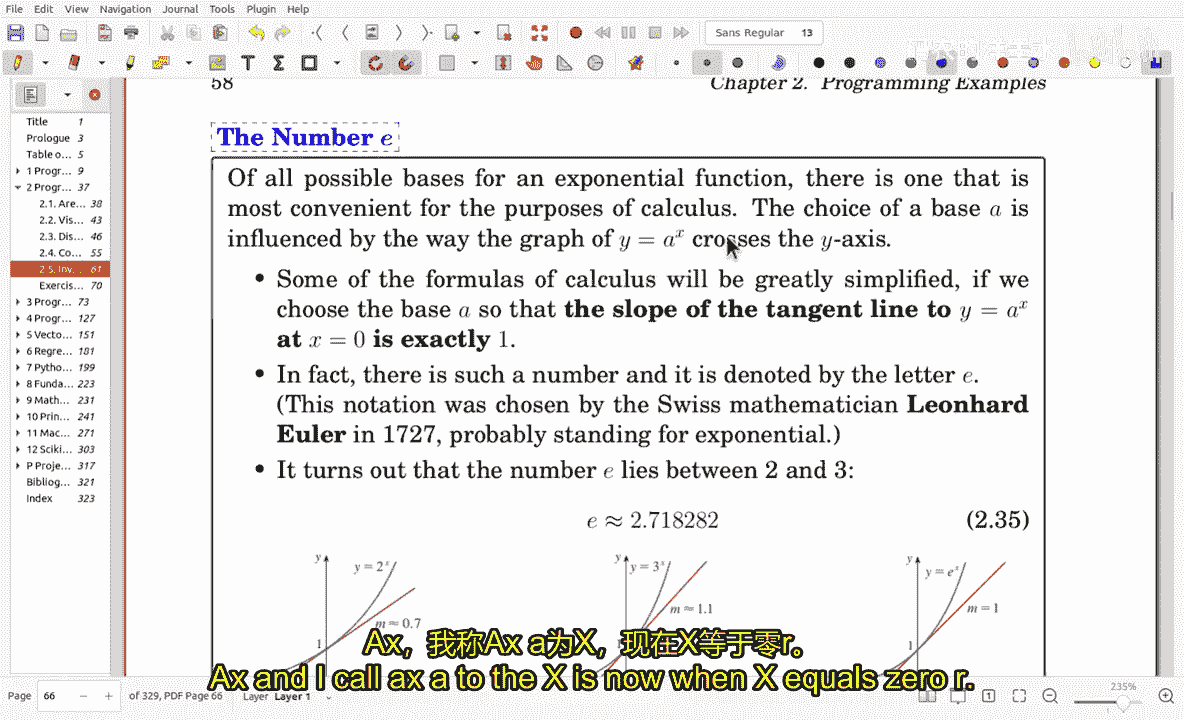 File Edit View Navigation Journal Tools Plugin Help
Sans Regular 13
58 Chapter 2. Programming Examples
Title 1
Prologue 3
Table o... 5
1 Progr... 9
2 Progr... 37
2.1. Are... 38
2.2. Vis... 43
2.3. Dis... 46
2.4. Co... 55
2.5. Inv... 61
Exercis... 70
3 Progr... 73
4 Progr... 127
5 Vecto... 151
6 Regre... 181
7 Pytho... 199
8 Funda... 223
9 Math... 231
10 Prin... 241
11 Mac... 271
12 Sciki... 303
P Proje... 317
Bibliog... 321
Index 323
The Number e
Of all possible bases for an exponential function, there is one that is
most convenient for the purposes of calculus. The choice of a base a is
influenced by the way the graph of y = aˣ crosses the y-axis.
• Some of the formulas of calculus will be greatly simplified, if we
choose the base a so that the slope of the tangent line to y = aˣ
at x = 0 is exactly 1.
• In fact, there is such a number and it is denoted by the letter e.
(This notation was chosen by the Swiss mathematician Leonhard
Euler in 1727, probably standing for exponential.)
• It turns out that the number e lies between 2 and 3:
e ≈ 2.718282 (2.35)
y y = 2ˣ m ≈ 0.7 1
y y = 3ˣ m ≈ 1.1 1
y y = eˣ m = 1 1
Ax，我称Ax a为X，现在X等于零r。
Ax and I call ax a to the X is now when X equals zero r.
Page 66 of 329, PDF Page 66 Layer Layer 1 235%